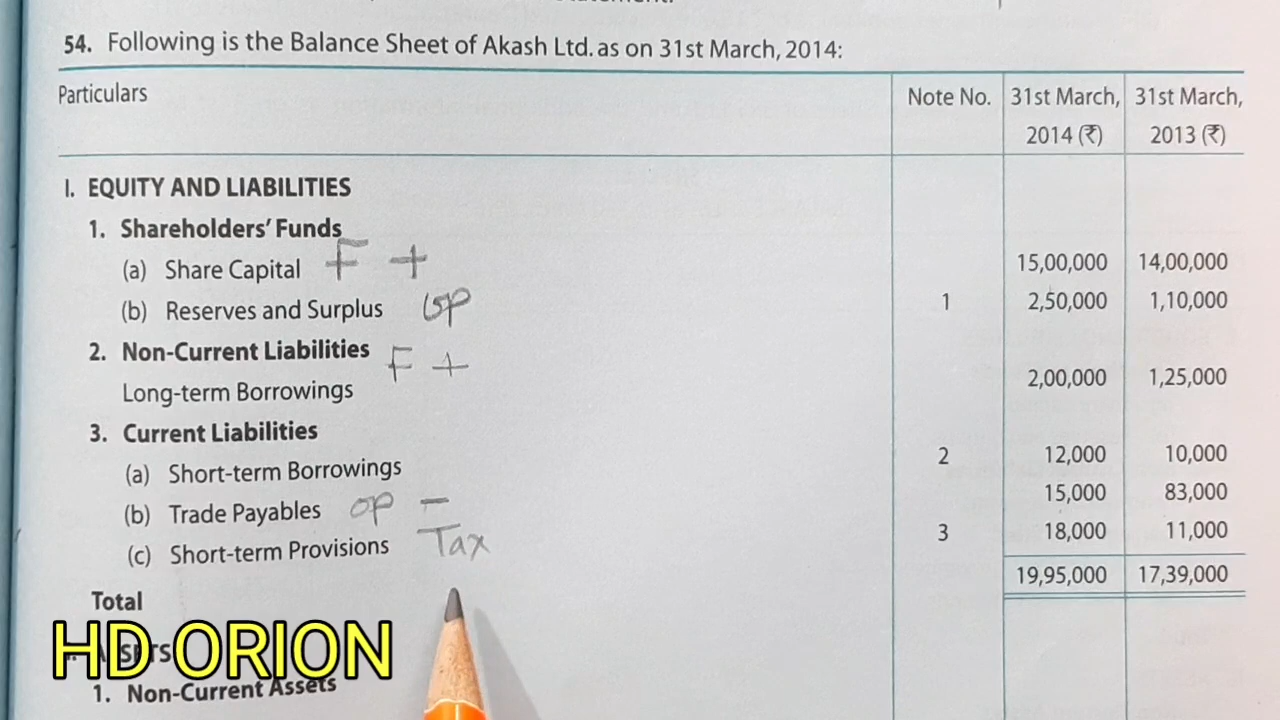 54. Following is the Balance Sheet of Akash Ltd. as on 31st March, 2014:
Particulars Note No. 31st March, 2014 (₹) 31st March, 2013 (₹)
I. EQUITY AND LIABILITIES
1. Shareholders' Funds
(a) Share Capital F + 15,00,000 14,00,000
(b) Reserves and Surplus op 1 2,50,000 1,10,000
2. Non-Current Liabilities F +
Long-term Borrowings 2,00,000 1,25,000
3. Current Liabilities
(a) Short-term Borrowings 2 12,000 10,000
(b) Trade Payables op – 15,000 83,000
(c) Short-term Provisions Tax 3 18,000 11,000
Total 19,95,000 17,39,000
HD ORION
1. Non-Current Assets